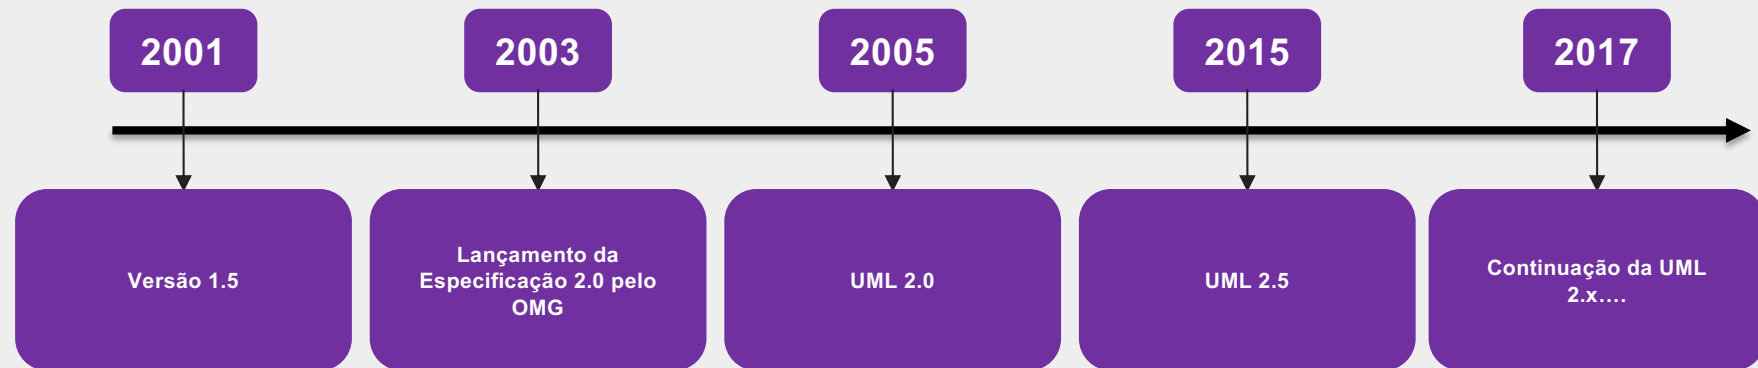 2001
2003
2005
2015
2017
Versão 1.5
Lançamento da
Especificação 2.0 pelo
OMG
UML 2.0
UML 2.5
Continuação da UML
2.x....